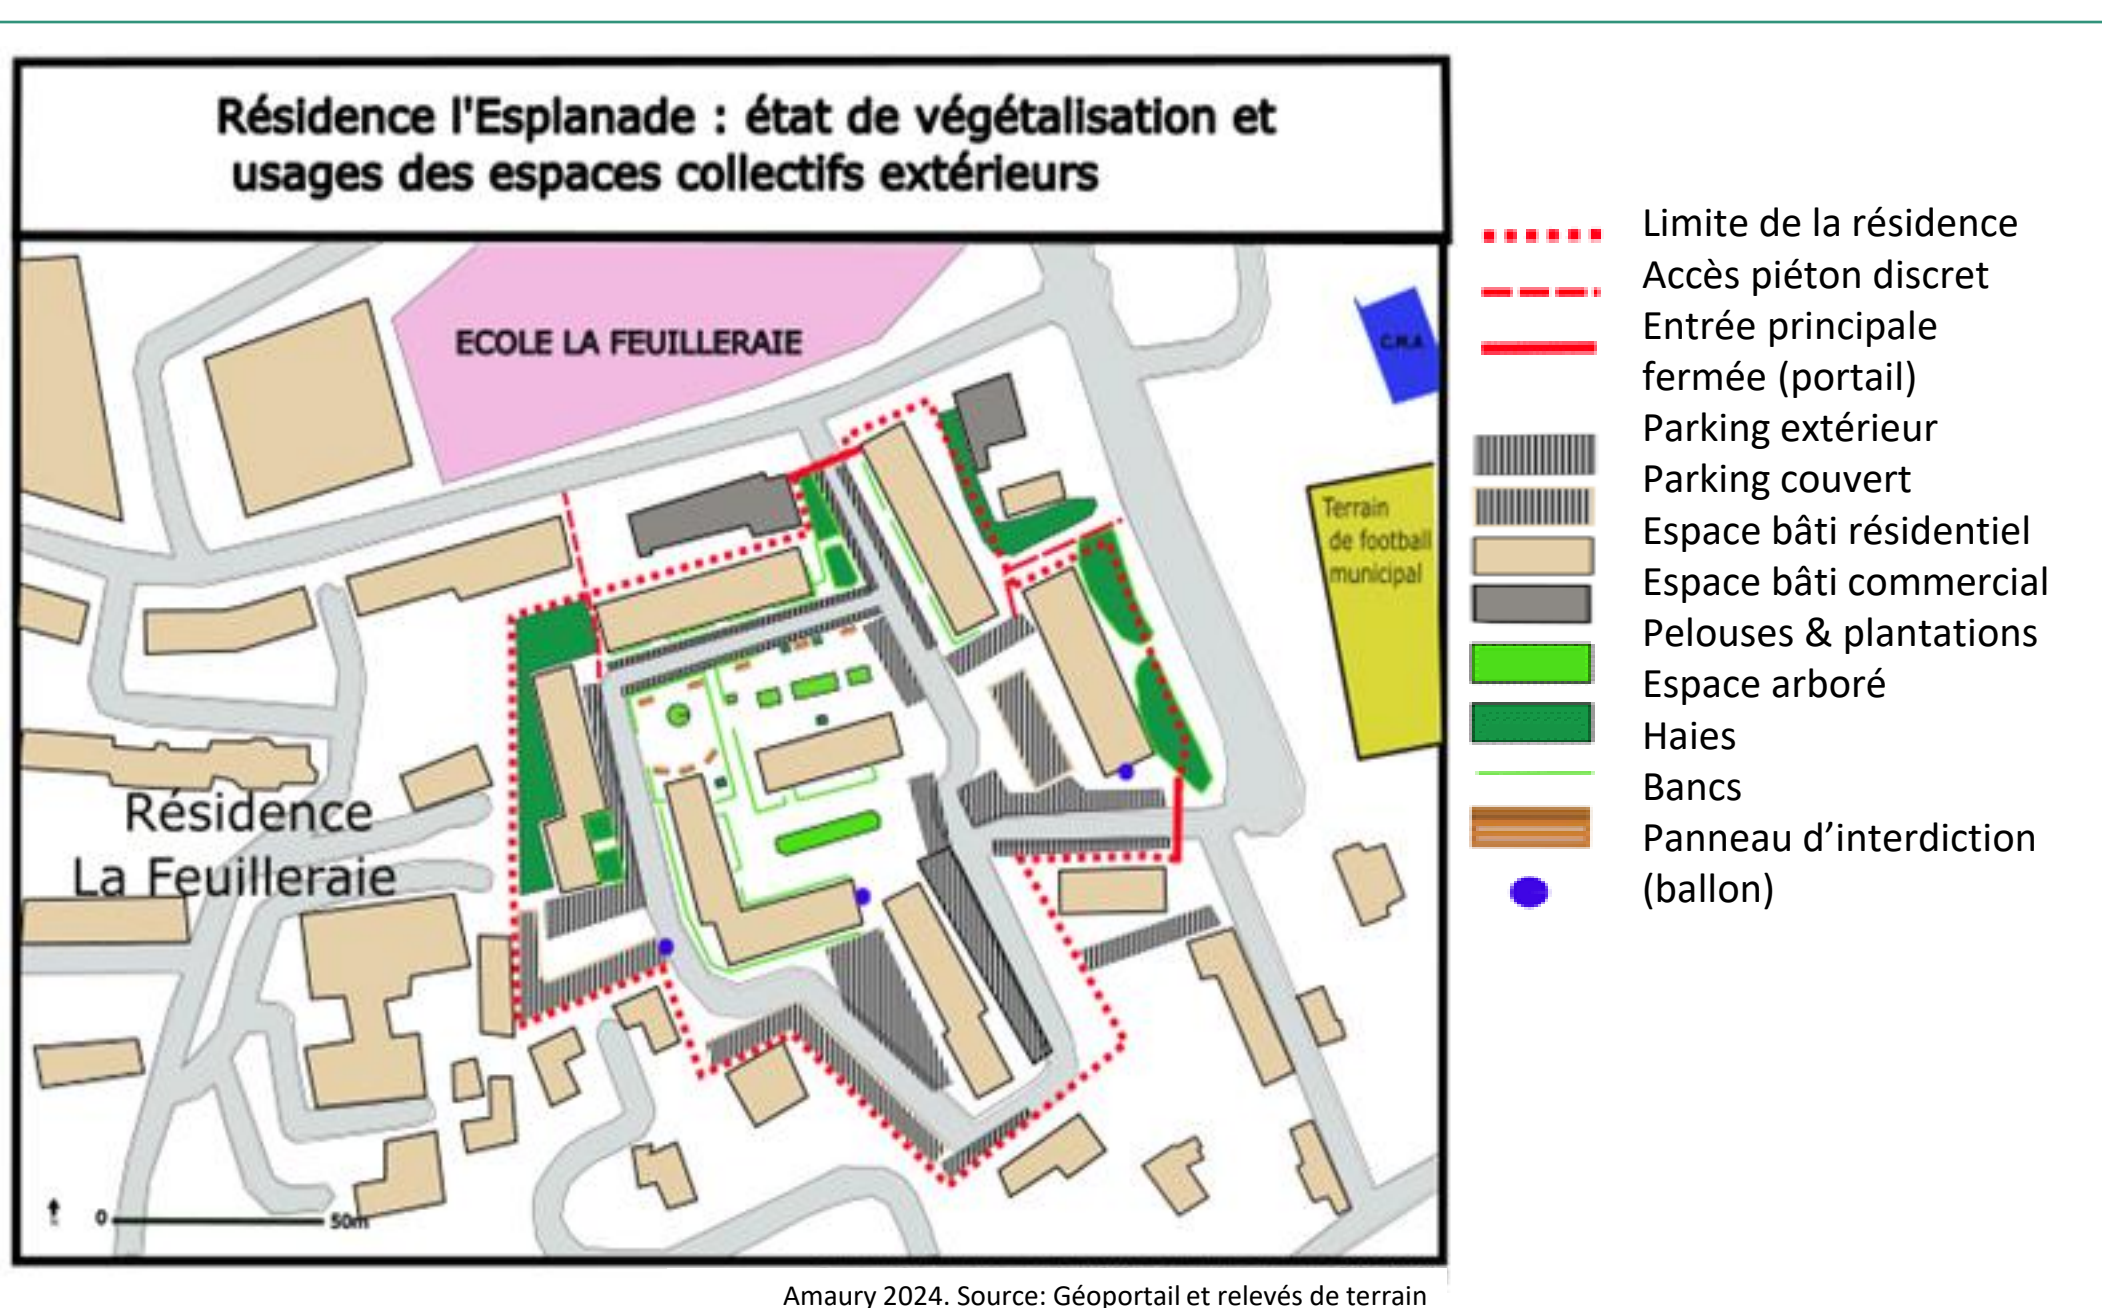 Résidence l'Esplanade : état de végétalisation et
usages des espaces collectifs extérieurs
ECOLE LA FEUILLERAIE
C.M.A
Terrain
de football
municipal
Résidence
La Feuilleraie
0
50m
Limite de la résidence
Accès piéton discret
Entrée principale
fermée (portail)
Parking extérieur
Parking couvert
Espace bâti résidentiel
Espace bâti commercial
Pelouses & plantations
Espace arboré
Haies
Bancs
Panneau d’interdiction
(ballon)
Amaury 2024. Source: Géoportail et relevés de terrain